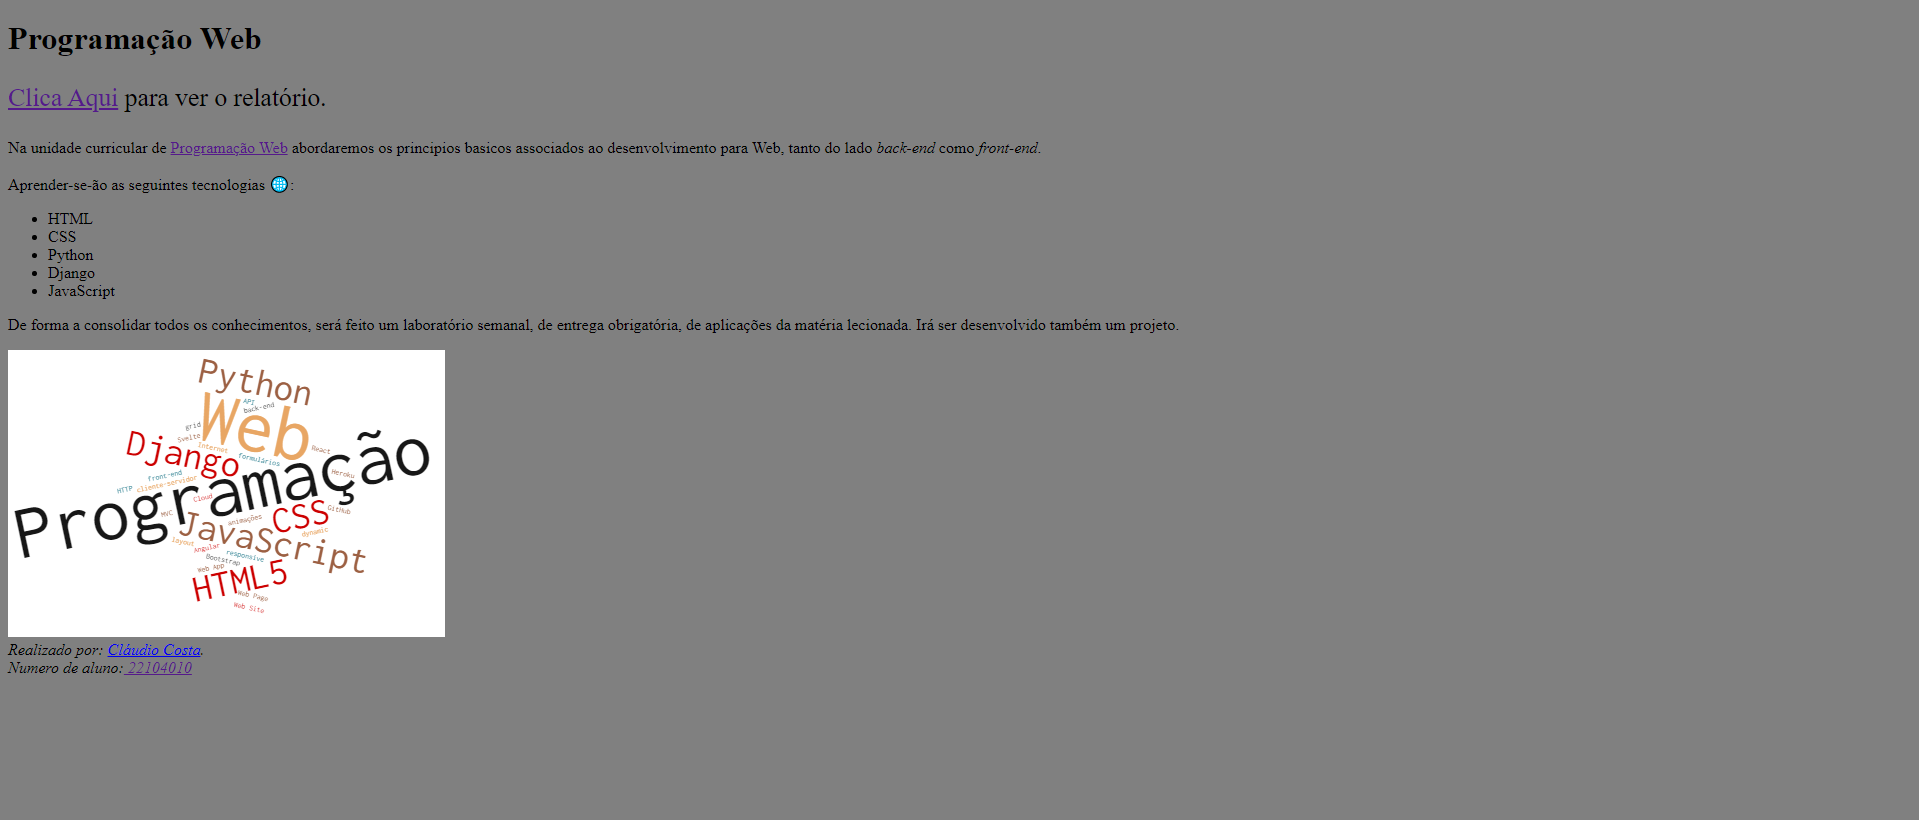 Programação Web
Clica Aqui para ver o relatório.
Na unidade curricular de Programação Web abordaremos os principios basicos associados ao desenvolvimento para Web, tanto do lado back-end como front-end.
Aprender-se-ão as seguintes tecnologias 🌐:
• HTML
• CSS
• Python
• Django
• JavaScript
De forma a consolidar todos os conhecimentos, será feito um laboratório semanal, de entrega obrigatória, de aplicações da matéria lecionada. Irá ser desenvolvido também um projeto.
Python
API
back-end
Web
grid
Svelte
Internet
React
Django
formulários
Programação
front-end
Heroku
HTTP
cliente-servidor
Cloud
MVC
CSS
GitHub
animações
JavaScript
dynamic
layout
Angular
responsive
Bootstrap
Web App
HTML5
Web Page
Web Site
Realizado por: Cláudio Costa.
Numero de aluno: 22104010